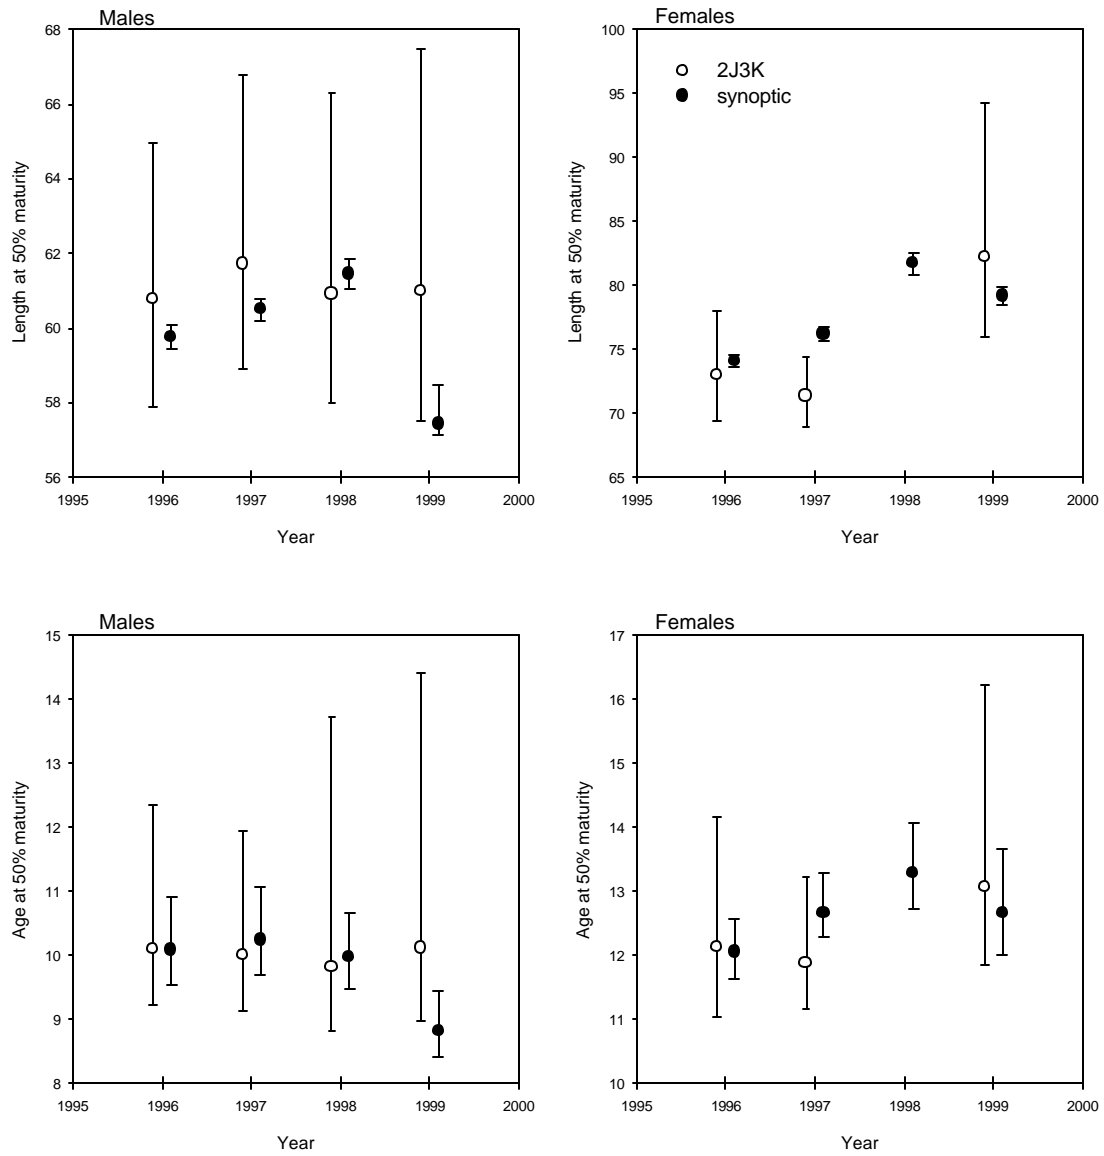 Males
68
66
64
62
60
58
56
Length at 50% maturity
1995 1996 1997 1998 1999 2000
Year
Females
2J3K
synoptic
100
95
90
85
80
75
70
65
Length at 50% maturity
1995 1996 1997 1998 1999 2000
Year
Males
15
14
13
12
11
10
9
8
Age at 50% maturity
1995 1996 1997 1998 1999 2000
Year
Females
17
16
15
14
13
12
11
10
Age at 50% maturity
1995 1996 1997 1998 1999 2000
Year